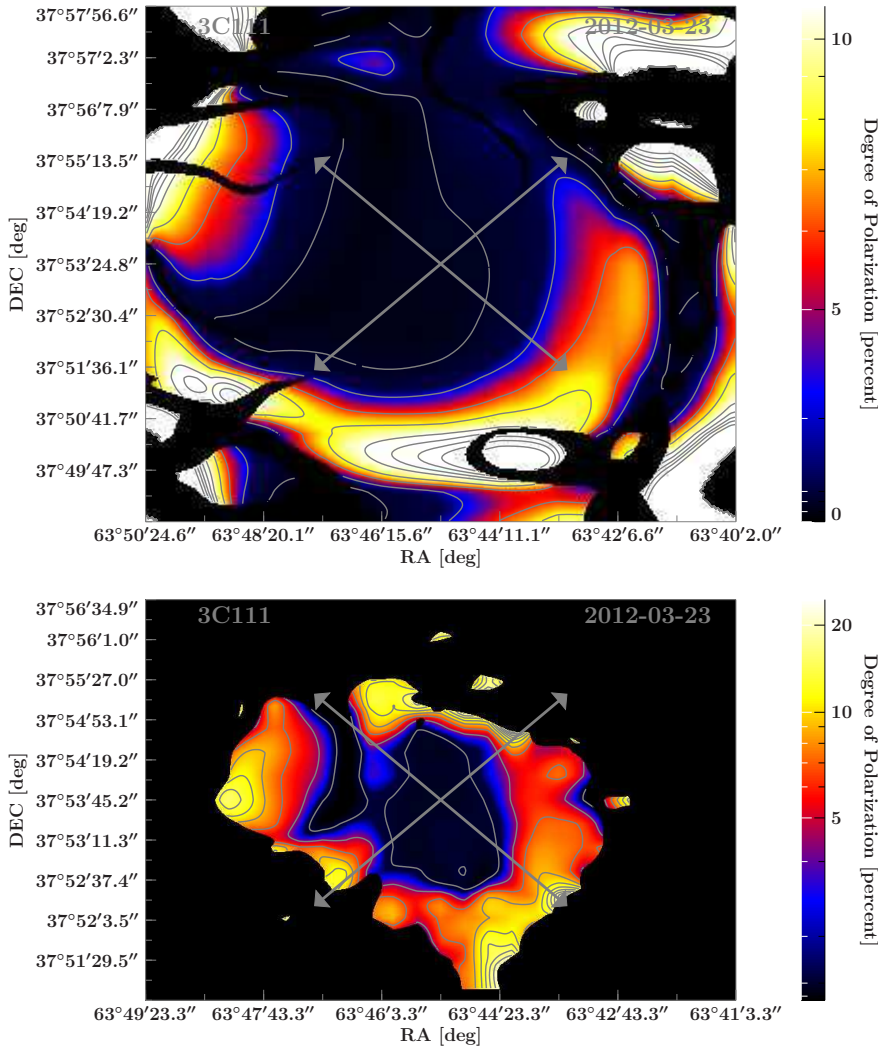 3C111 2012-03-23
37°57′56.6″
37°57′2.3″
37°56′7.9″
37°55′13.5″
37°54′19.2″
37°53′24.8″
37°52′30.4″
37°51′36.1″
37°50′41.7″
37°49′47.3″
DEC [deg]
63°50′24.6″ 63°48′20.1″ 63°46′15.6″ 63°44′11.1″ 63°42′6.6″ 63°40′2.0″
RA [deg]
10
5
0
Degree of Polarization [percent]
3C111 2012-03-23
37°56′34.9″
37°56′1.0″
37°55′27.0″
37°54′53.1″
37°54′19.2″
37°53′45.2″
37°53′11.3″
37°52′37.4″
37°52′3.5″
37°51′29.5″
DEC [deg]
63°49′23.3″ 63°47′43.3″ 63°46′3.3″ 63°44′23.3″ 63°42′43.3″ 63°41′3.3″
RA [deg]
20
10
5
Degree of Polarization [percent]